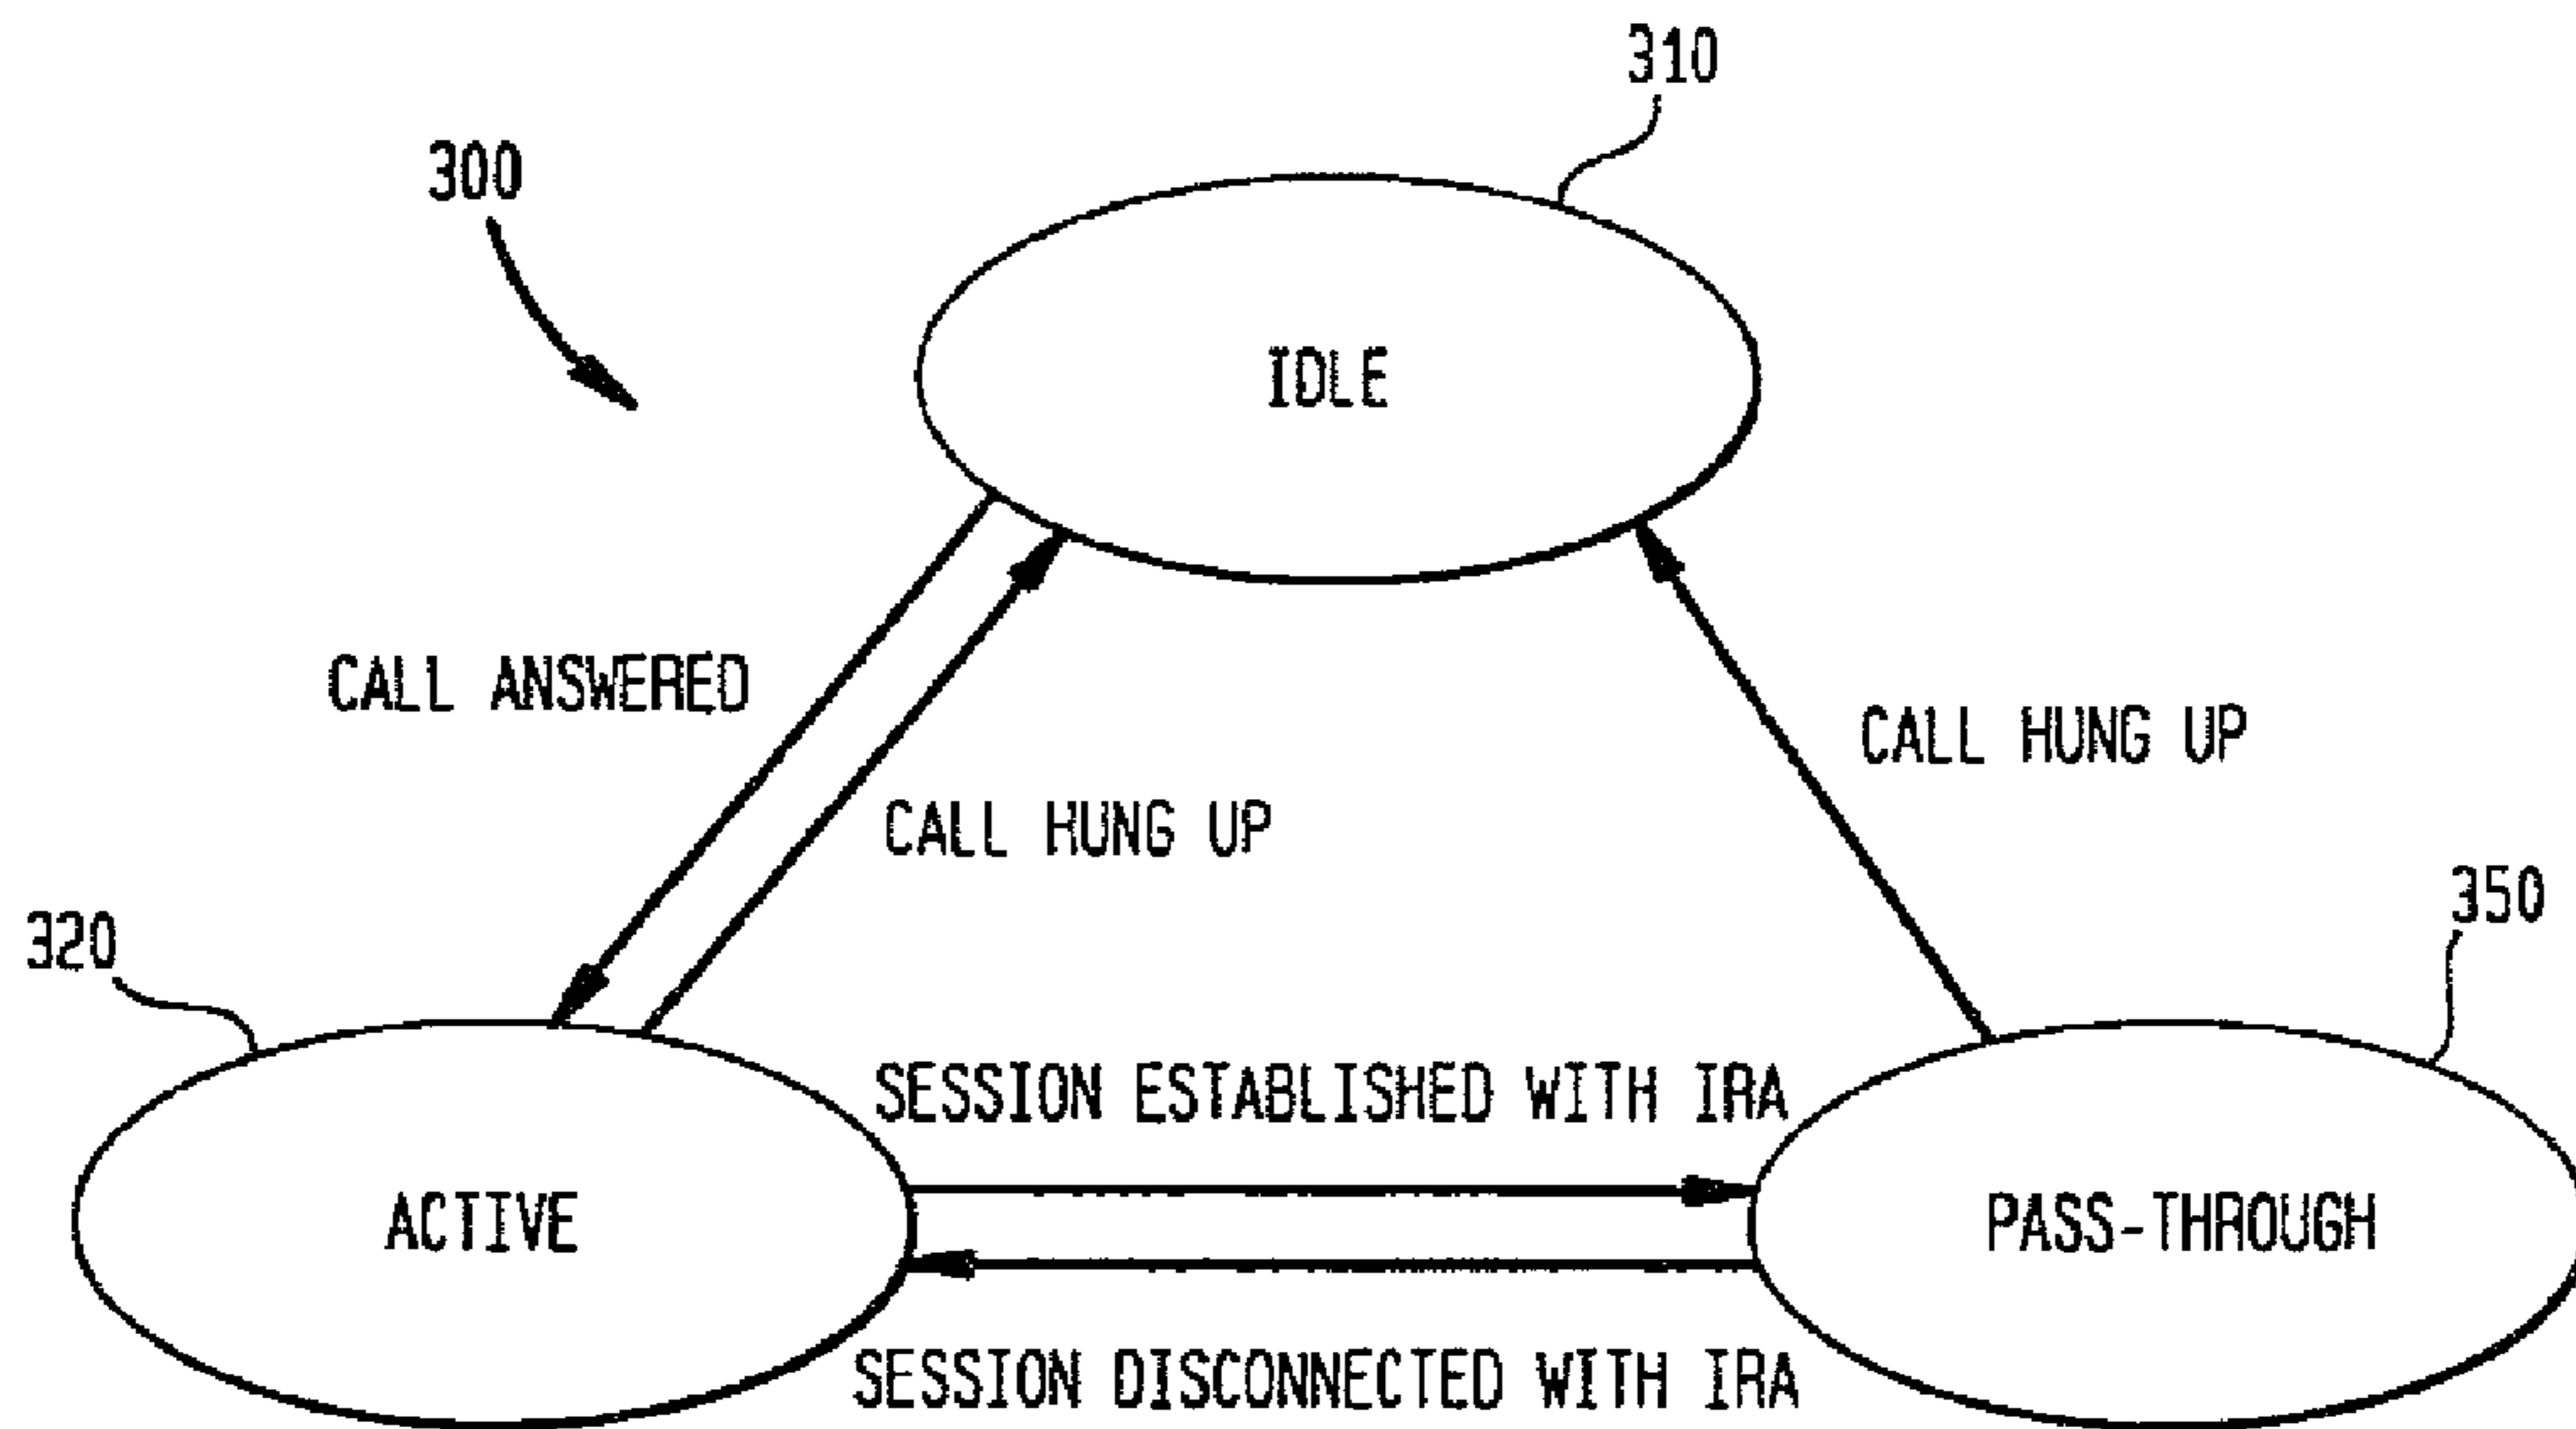 310
300
IDLE
CALL ANSWERED
CALL HUNG UP
CALL HUNG UP
350
320
SESSION ESTABLISHED WITH IRA
ACTIVE
PASS-THROUGH
SESSION DISCONNECTED WITH IRA